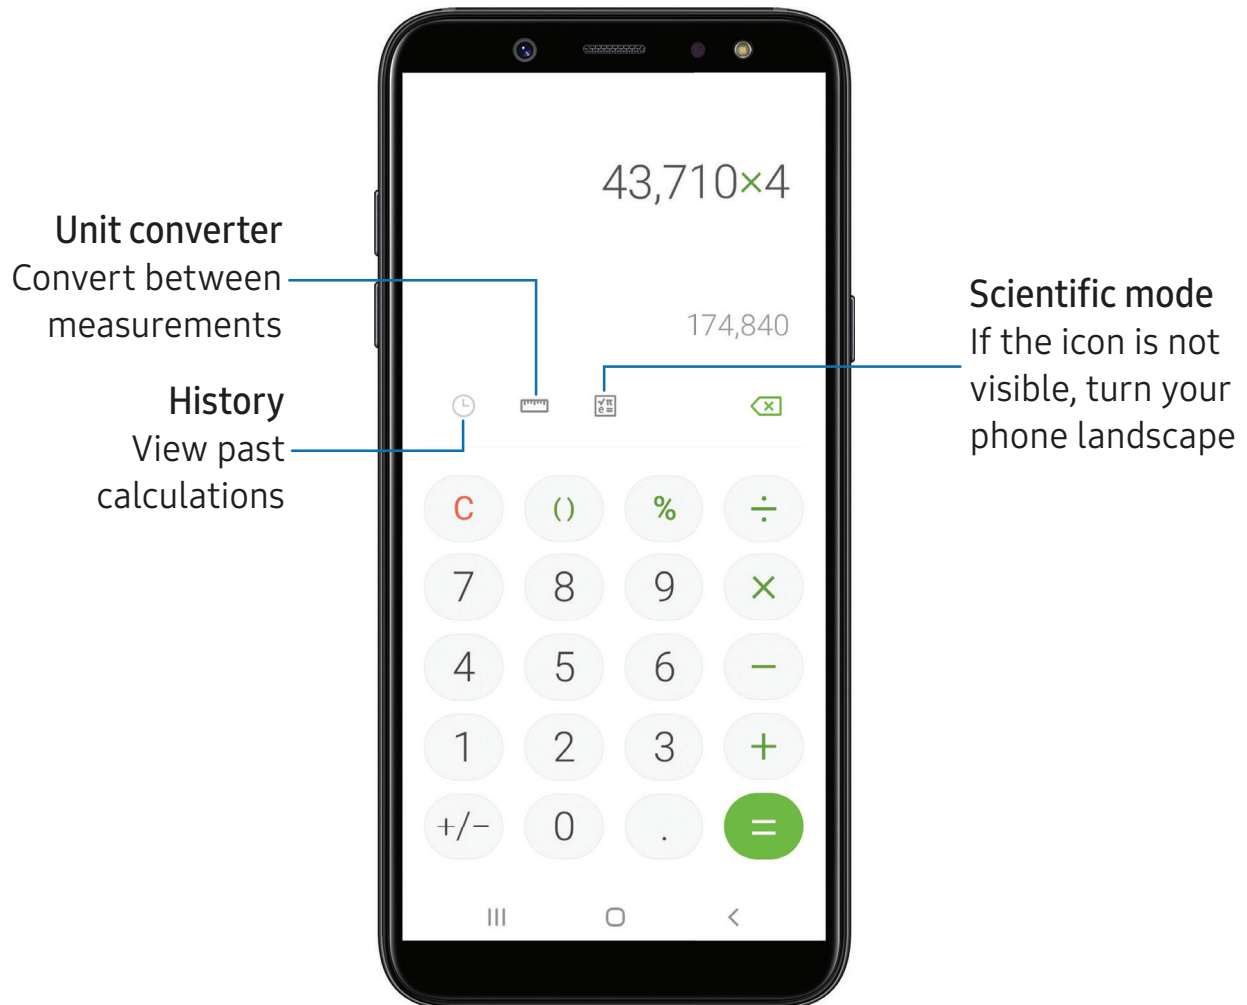 43,710×4
Unit converter
Convert between
measurements
174,840
Scientific mode
If the icon is not
visible, turn your
phone landscape
History
View past
calculations
√π
e =
C
( )
%
÷
7
8
9
×
4
5
6
−
1
2
3
+
+/−
0
.
=